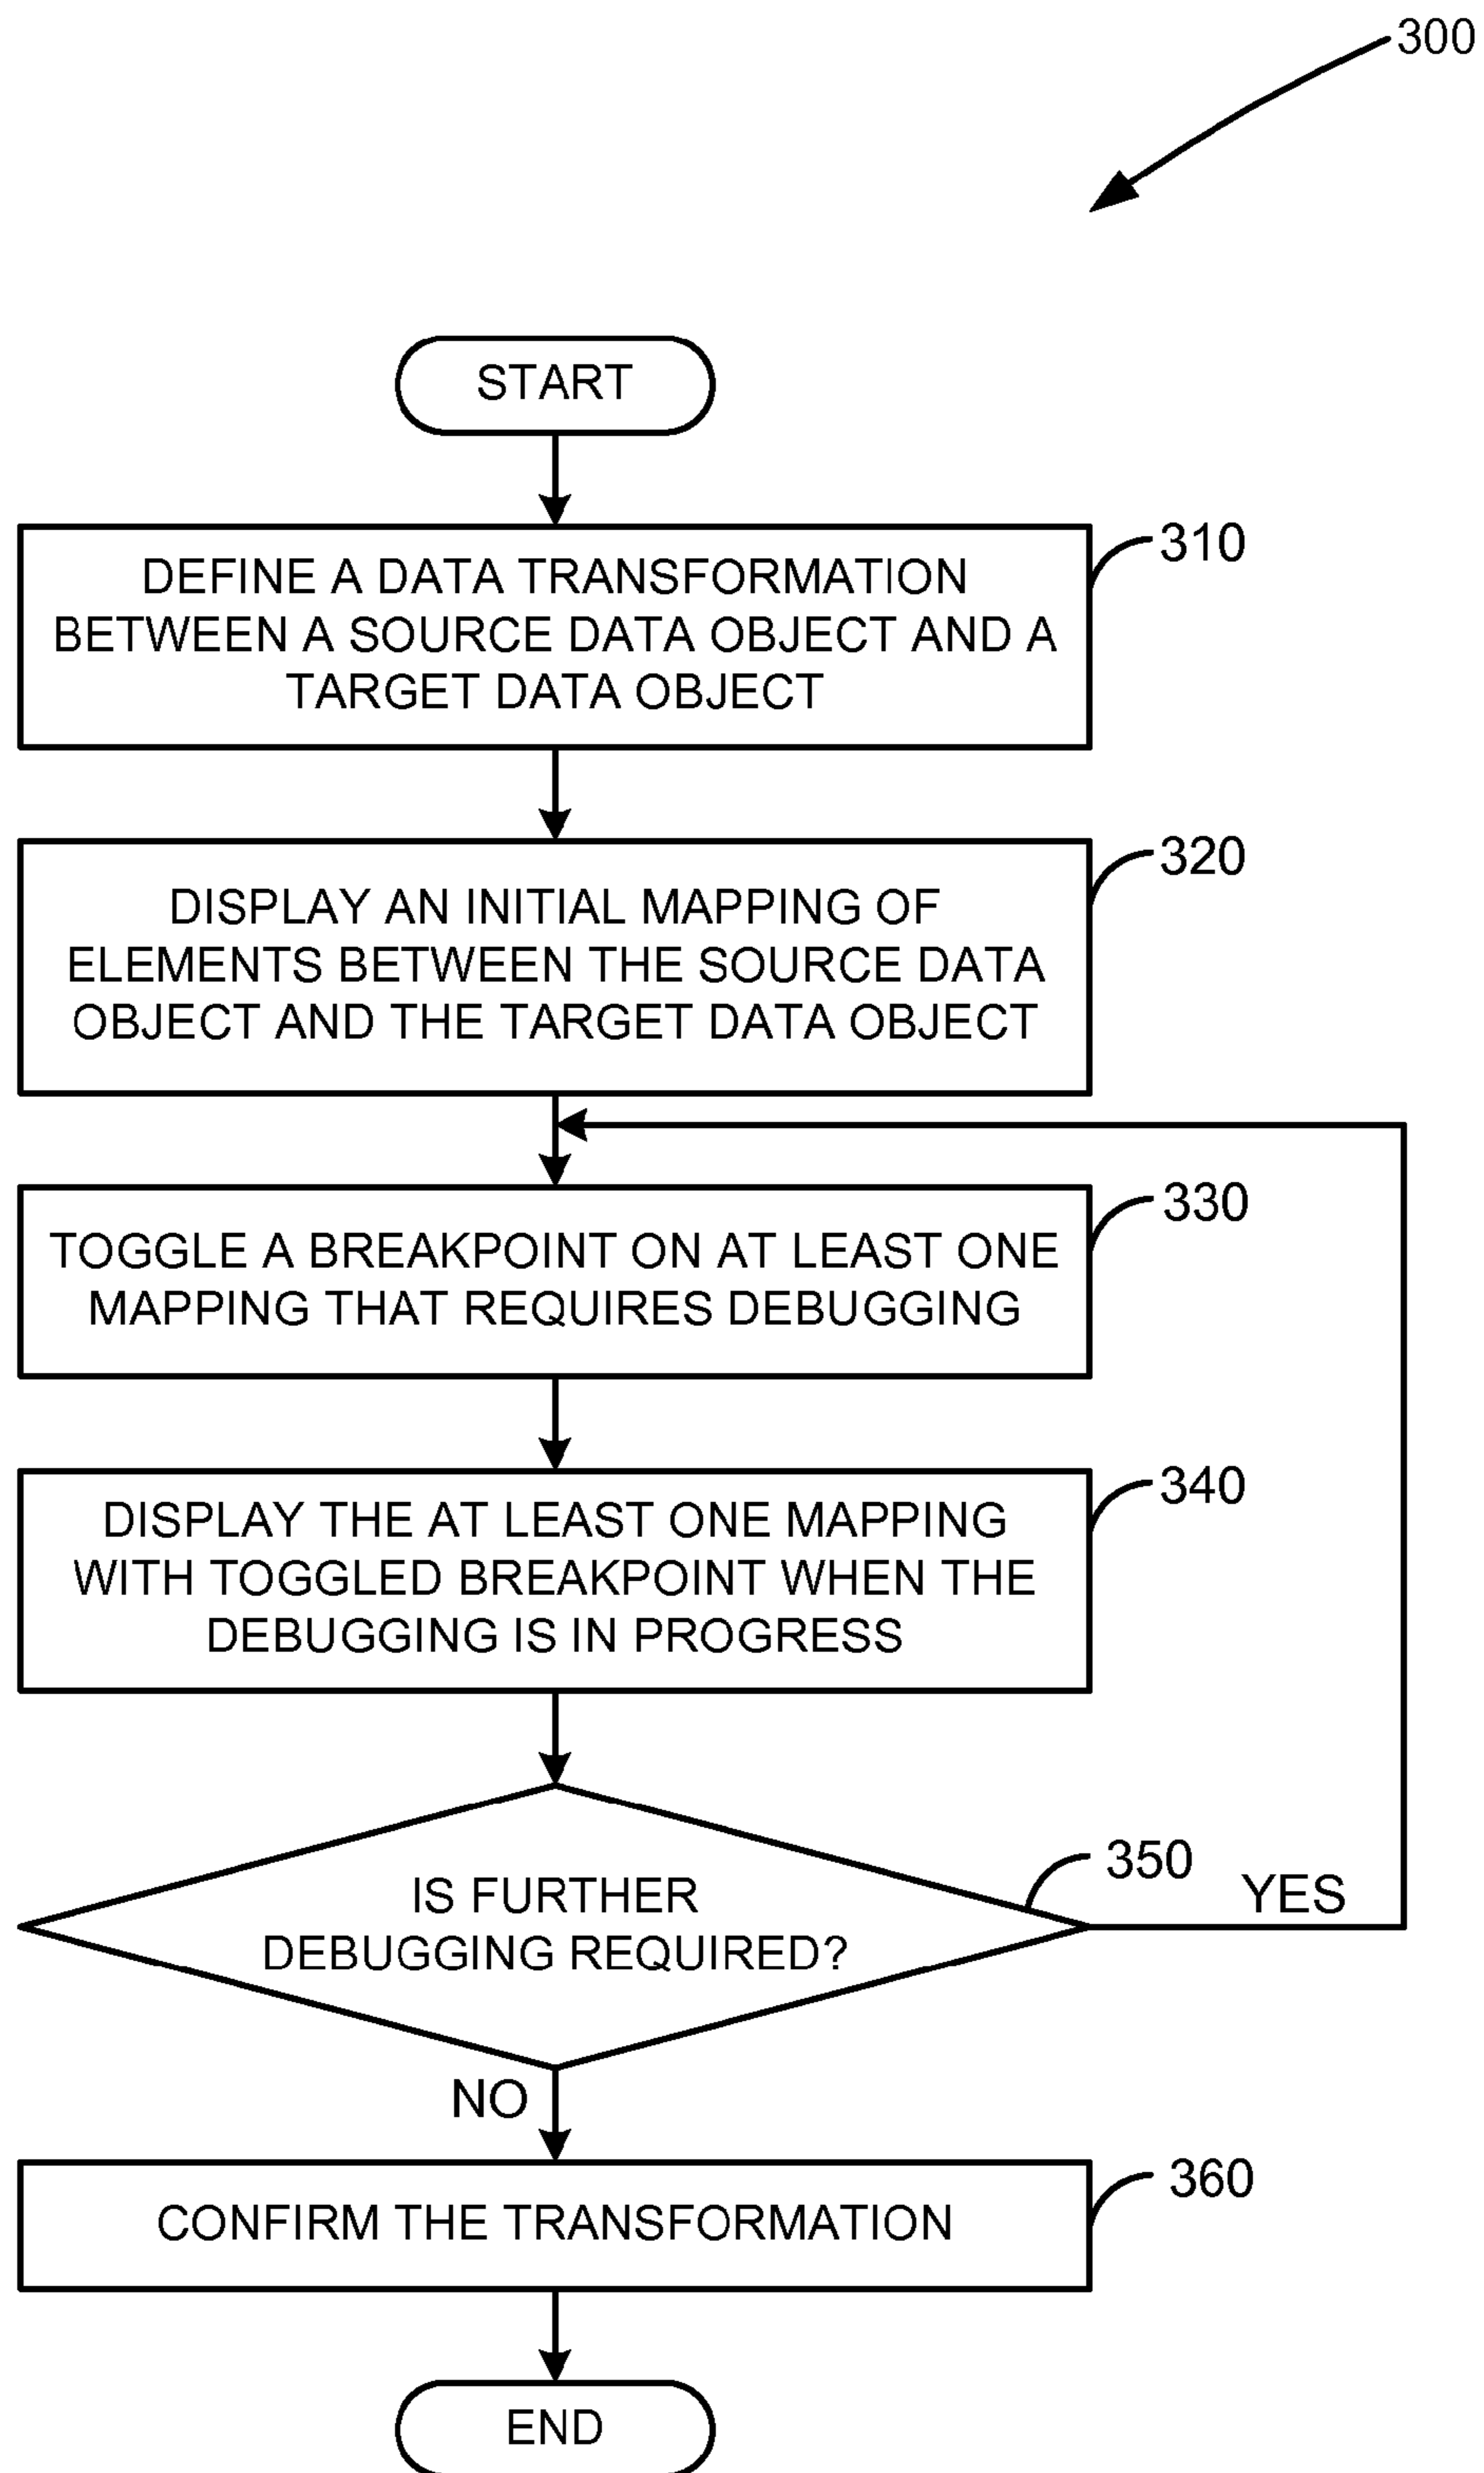 300
START
310
DEFINE A DATA TRANSFORMATION
BETWEEN A SOURCE DATA OBJECT AND A
TARGET DATA OBJECT
320
DISPLAY AN INITIAL MAPPING OF
ELEMENTS BETWEEN THE SOURCE DATA
OBJECT AND THE TARGET DATA OBJECT
330
TOGGLE A BREAKPOINT ON AT LEAST ONE
MAPPING THAT REQUIRES DEBUGGING
340
DISPLAY THE AT LEAST ONE MAPPING
WITH TOGGLED BREAKPOINT WHEN THE
DEBUGGING IS IN PROGRESS
350
YES
IS FURTHER
DEBUGGING REQUIRED?
NO
360
CONFIRM THE TRANSFORMATION
END